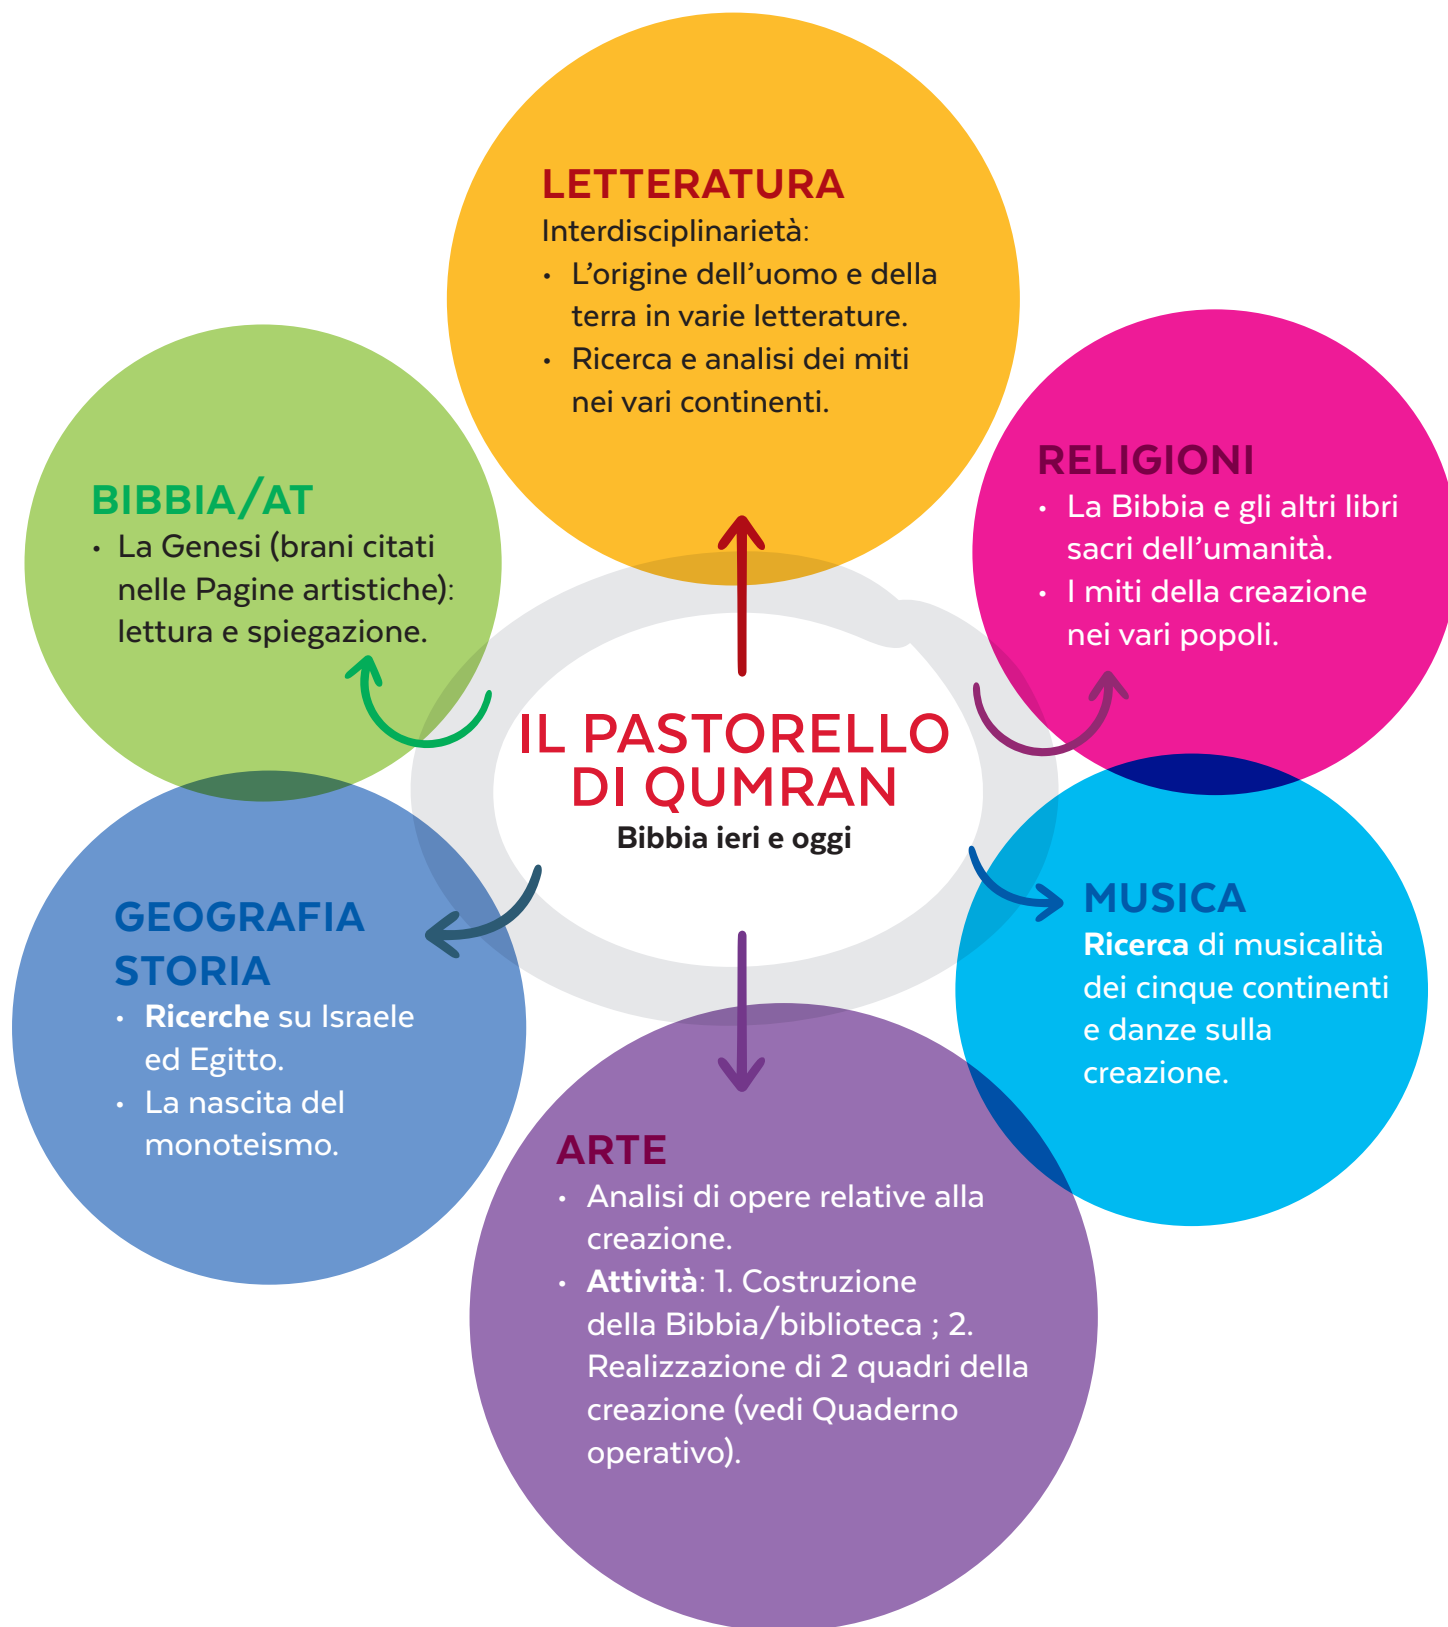 LETTERATURA
Interdisciplinarietà:
• L’origine dell’uomo e della
terra in varie letterature.
• Ricerca e analisi dei miti
nei vari continenti.
BIBBIA/AT
• La Genesi (brani citati
nelle Pagine artistiche):
lettura e spiegazione.
RELIGIONI
• La Bibbia e gli altri libri
sacri dell’umanità.
• I miti della creazione
nei vari popoli.
IL PASTORELLO
DI QUMRAN
Bibbia ieri e oggi
GEOGRAFIA
STORIA
• Ricerche su Israele
ed Egitto.
• La nascita del
monoteismo.
MUSICA
Ricerca di musicalità
dei cinque continenti
e danze sulla
creazione.
ARTE
• Analisi di opere relative alla
creazione.
• Attività: 1. Costruzione
della Bibbia/biblioteca ; 2.
Realizzazione di 2 quadri della
creazione (vedi Quaderno
operativo).